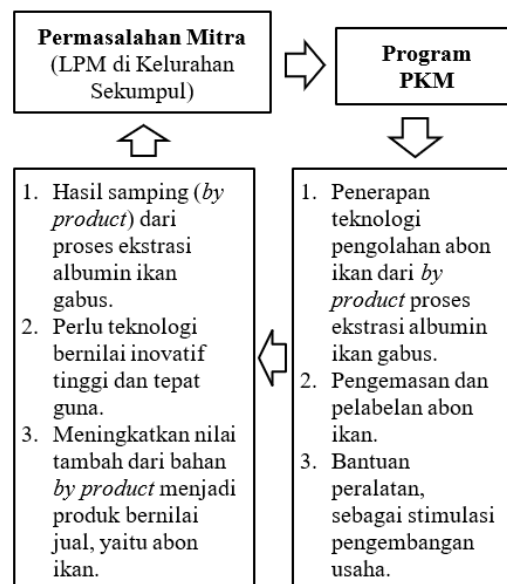 Permasalahan Mitra
(LPM di Kelurahan
Sekumpul)
Program
PKM
1. Hasil samping (by
product) dari
proses ekstrasi
albumin ikan
gabus.
2. Perlu teknologi
bernilai inovatif
tinggi dan tepat
guna.
3. Meningkatkan nilai
tambah dari bahan
by product menjadi
produk bernilai
jual, yaitu abon
ikan.
1. Penerapan
teknologi
pengolahan abon
ikan dari by
product proses
ekstrasi albumin
ikan gabus.
2. Pengemasan dan
pelabelan abon
ikan.
3. Bantuan
peralatan,
sebagai stimulasi
pengembangan
usaha.